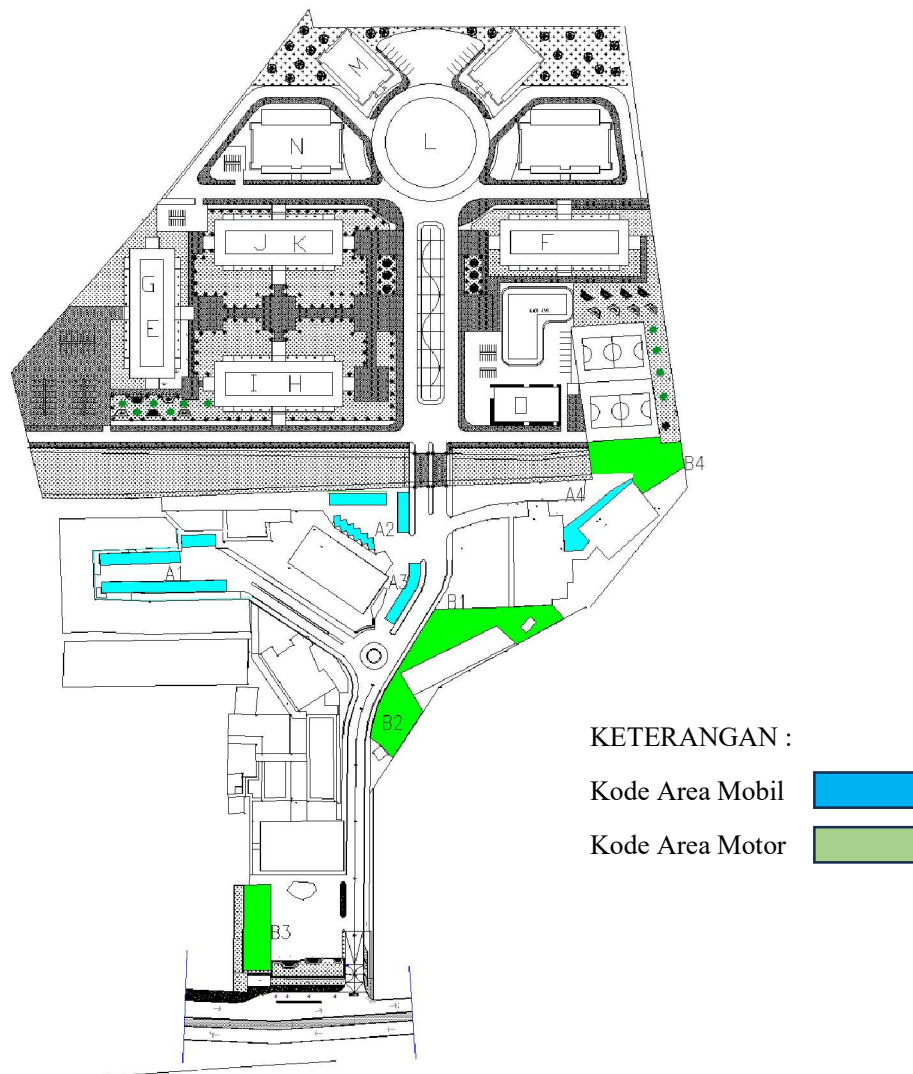 M
N
L
J K
F
G
E
I H
B4
A4
A2
A1
A3
B1
B2
KETERANGAN :
Kode Area Mobil
Kode Area Motor
B3